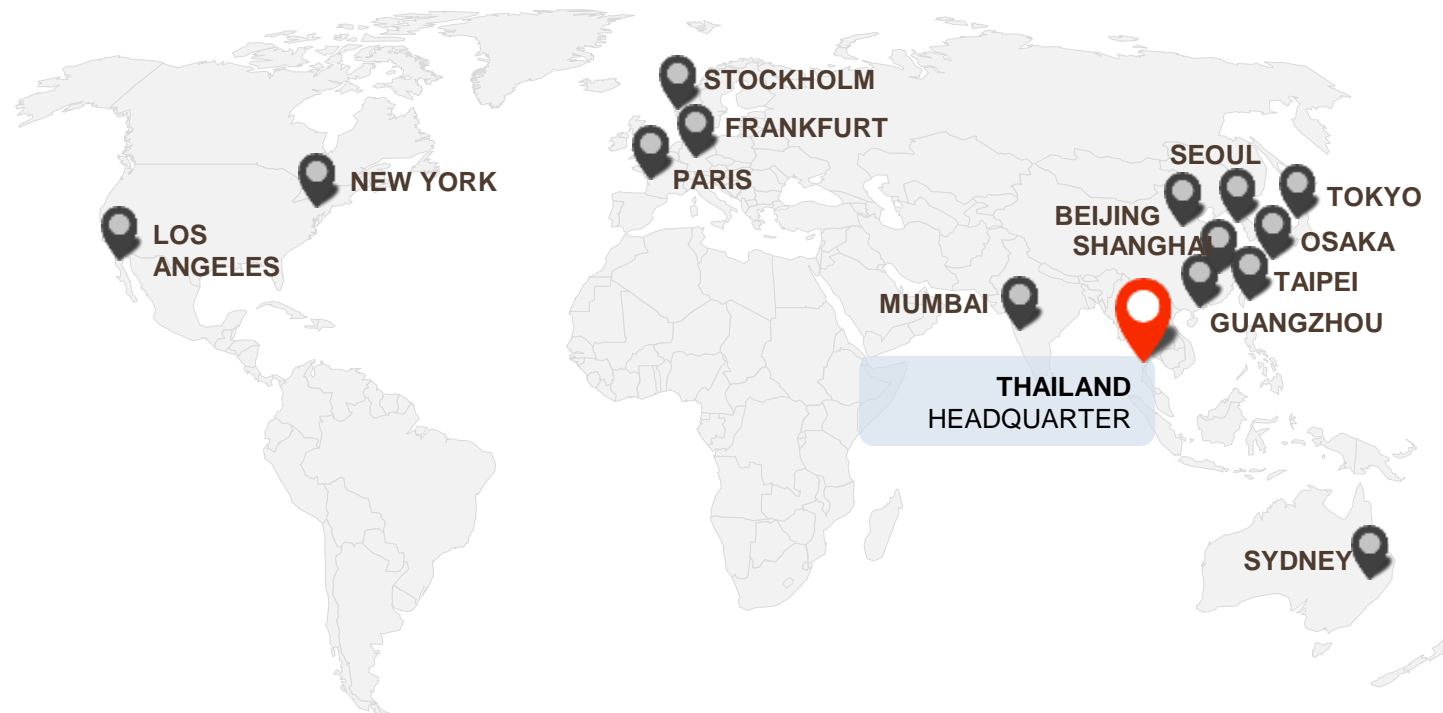 STOCKHOLM
FRANKFURT
SEOUL
PARIS
NEW YORK
TOKYO
BEIJING
LOS
ANGELES
SHANGHAI
OSAKA
TAIPEI
MUMBAI
GUANGZHOU
THAILAND
HEADQUARTER
SYDNEY